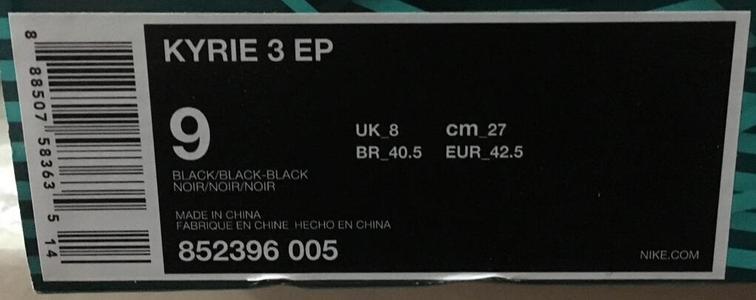 KYRIE 3 EP
9
UK_8 cm_27
BR_40.5 EUR_42.5
BLACK/BLACK-BLACK
NOIR/NOIR/NOIR
MADE IN CHINA
FABRIQUE EN CHINE HECHO EN CHINA
852396 005
NIKE.COM
8 88507 58363 5 14